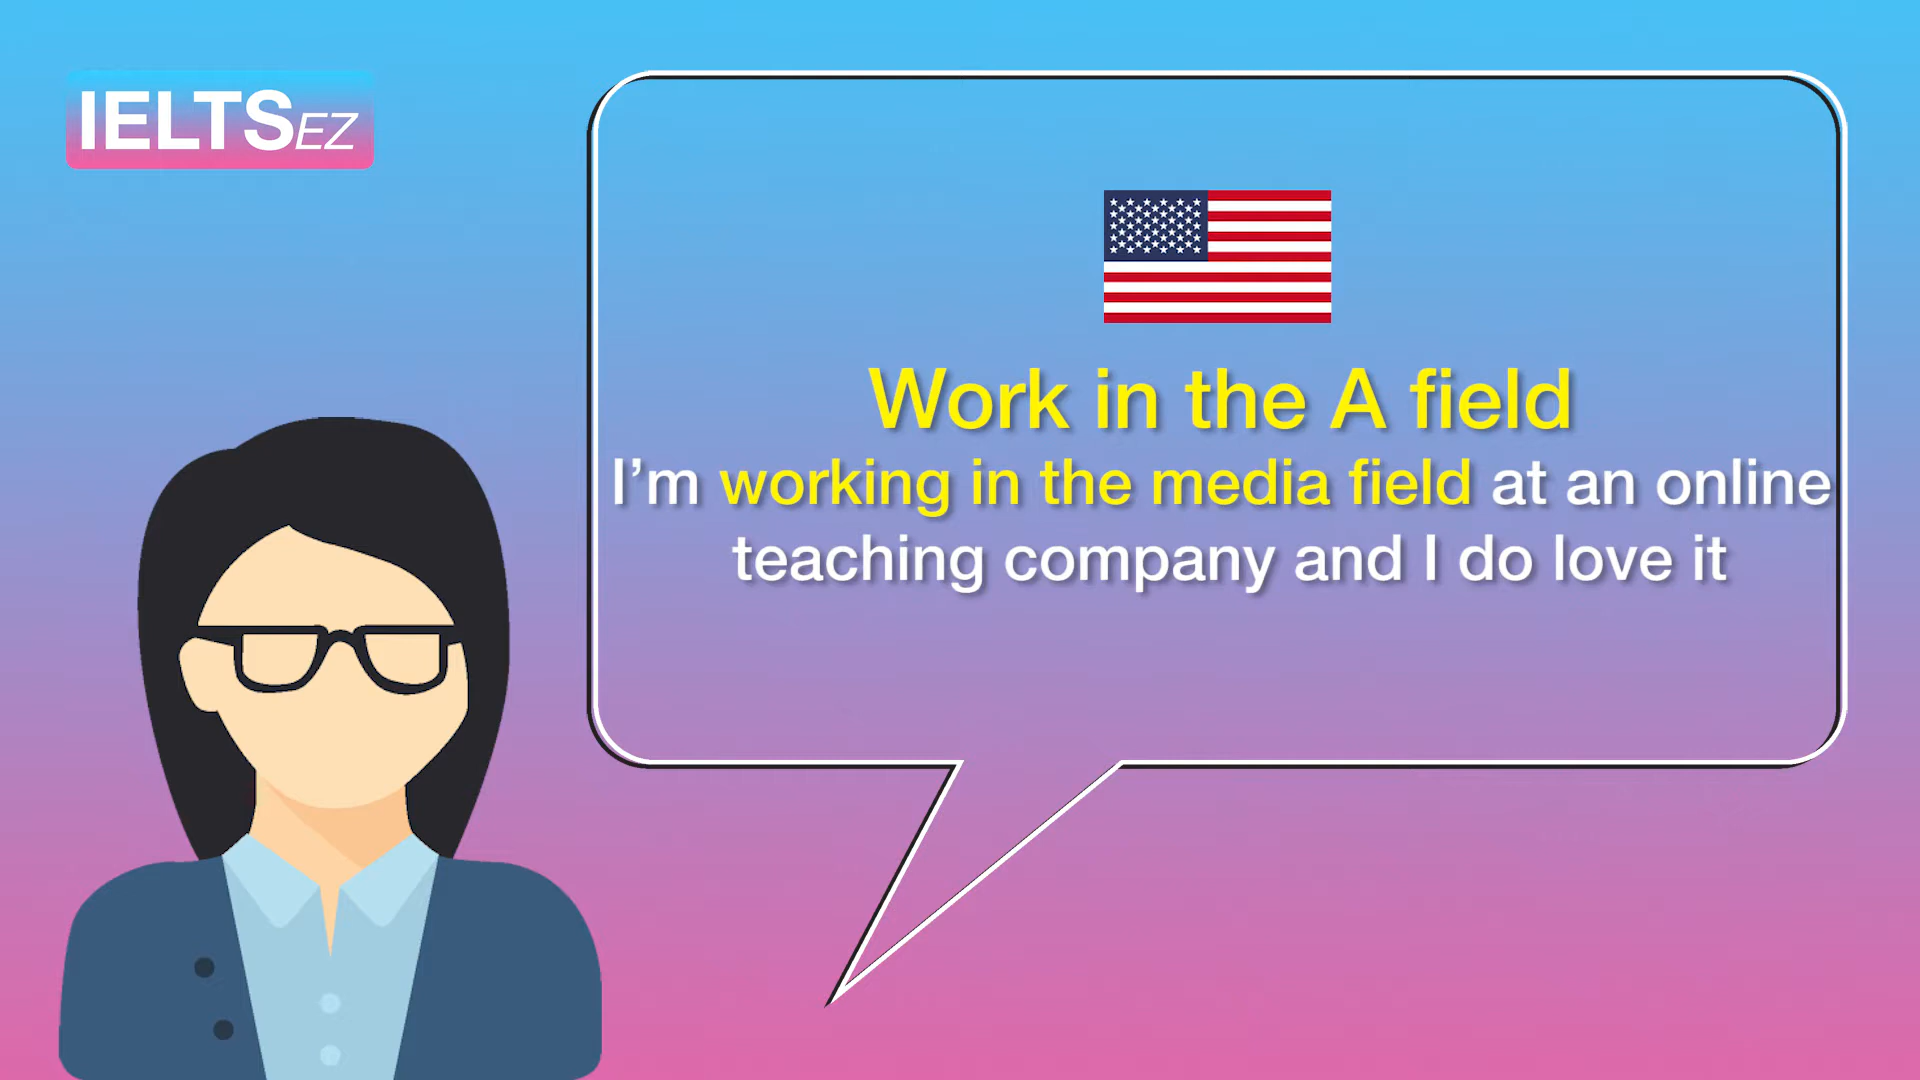 IELTSEZ
Work in the A field
I’m working in the media field at an online
teaching company and I do love it